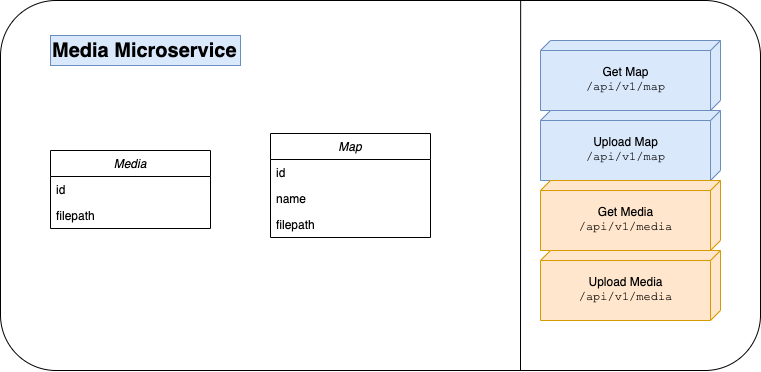 Media Microservice
Media
id
filepath
Map
id
name
filepath
Get Map
/api/v1/map
Upload Map
/api/v1/map
Get Media
/api/v1/media
Upload Media
/api/v1/media